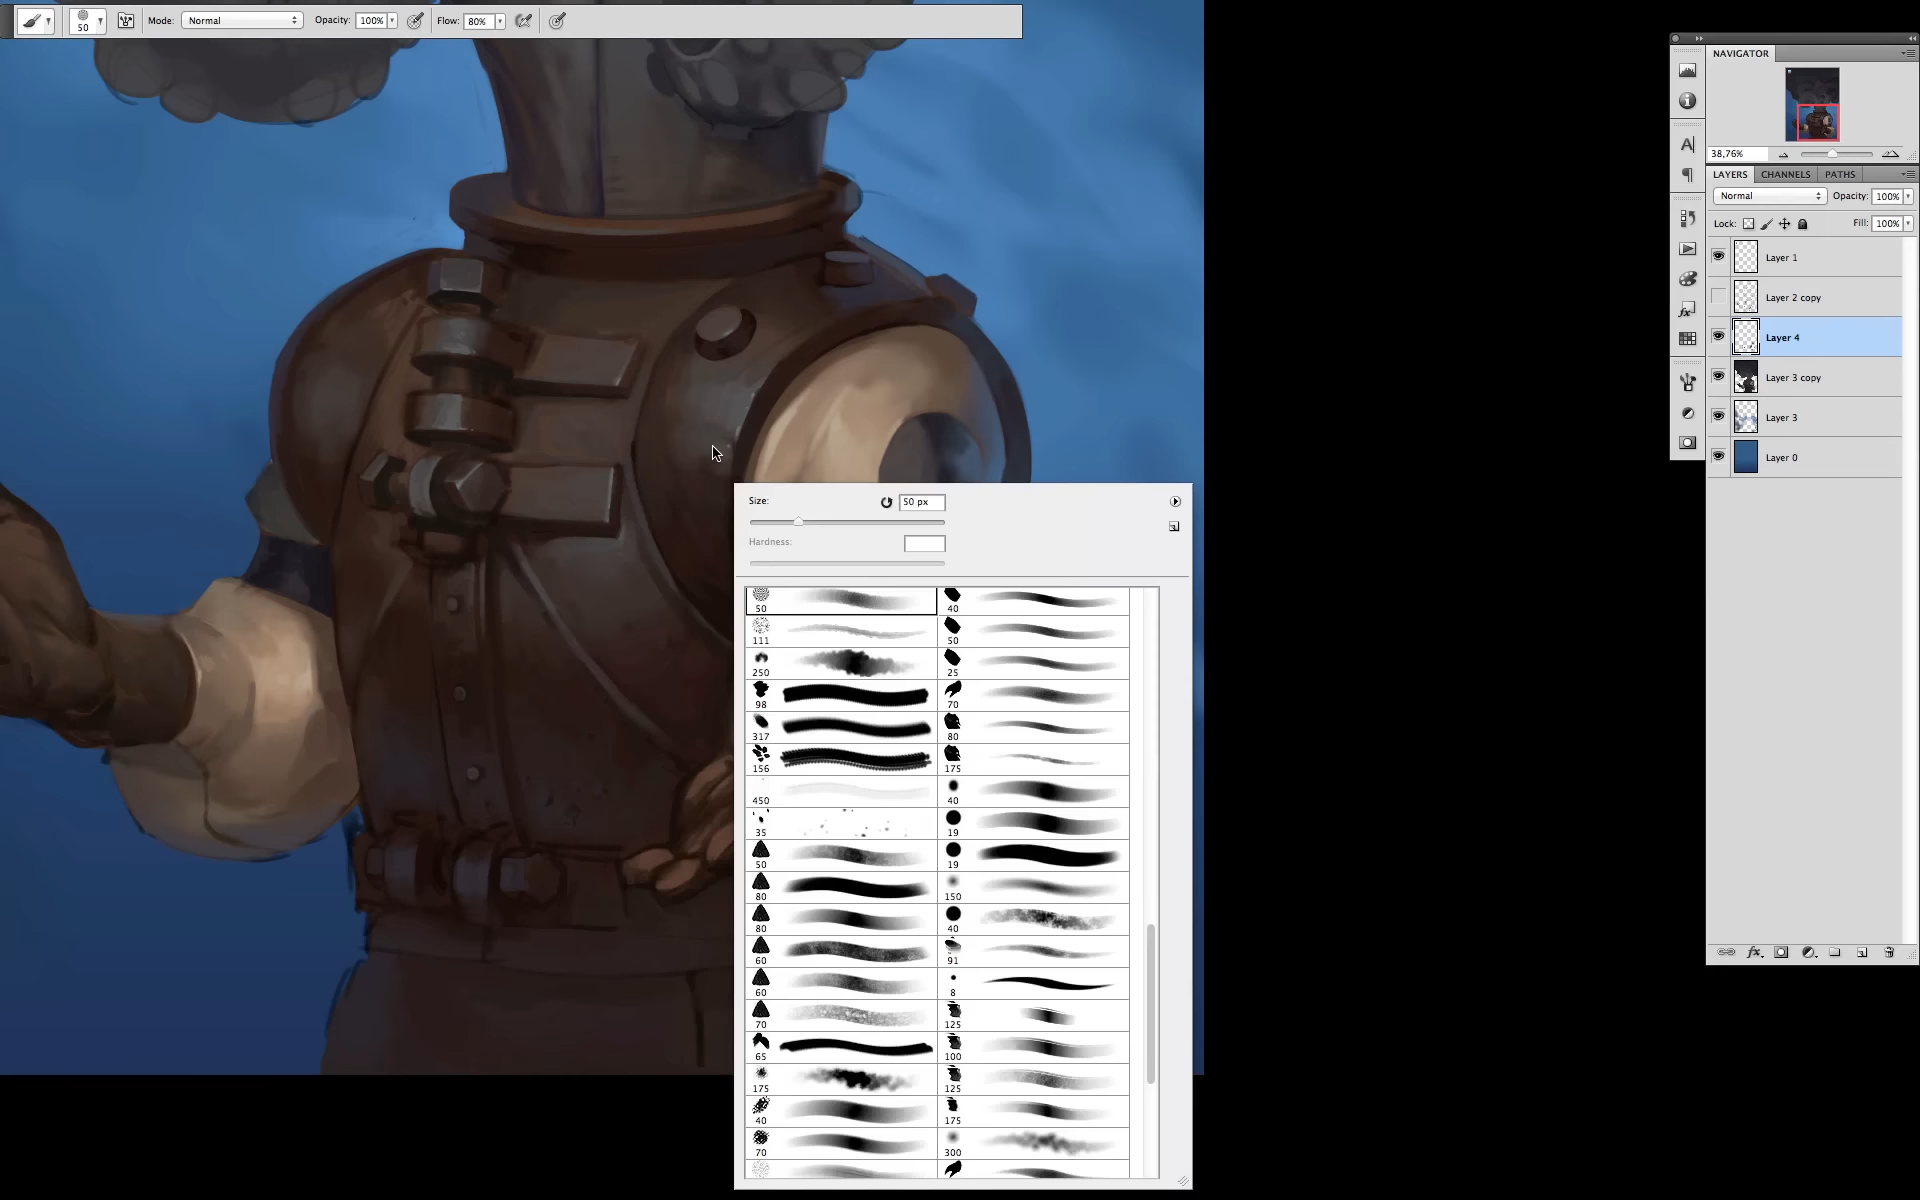 50
Mode: Normal Opacity: 100% Flow: 80%
NAVIGATOR
38,76%
LAYERS CHANNELS PATHS
Normal Opacity: 100%
Lock: Fill: 100%
Layer 1
Layer 2 copy
Layer 4
Layer 3 copy
Layer 3
Layer 0
Size: 50 px
Hardness:
50 40
111 50
250 25
98 70
317 80
156 175
450 40
35 19
50 19
80 150
80 40
60 91
60 8
70 125
65 100
175 125
40 175
70 300